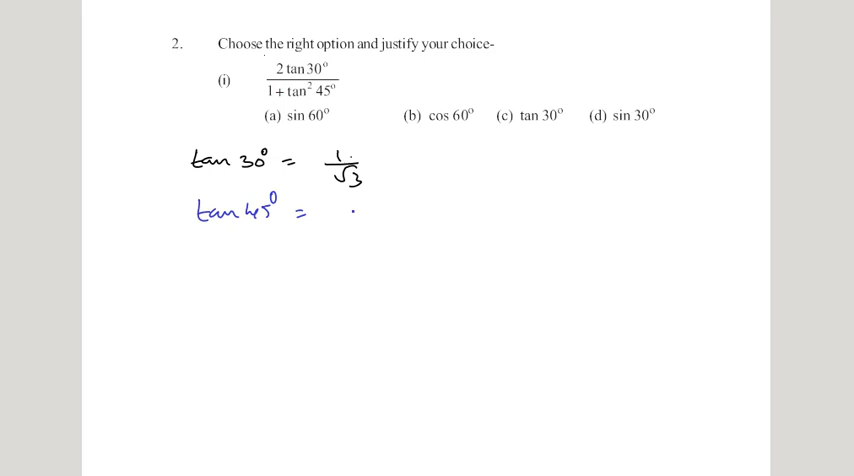 2. Choose the right option and justify your choice-
(i) 2 tan 30° / 1 + tan² 45°
(a) sin 60° (b) cos 60° (c) tan 30° (d) sin 30°
tan 30° = 1/√3
tan 45° =